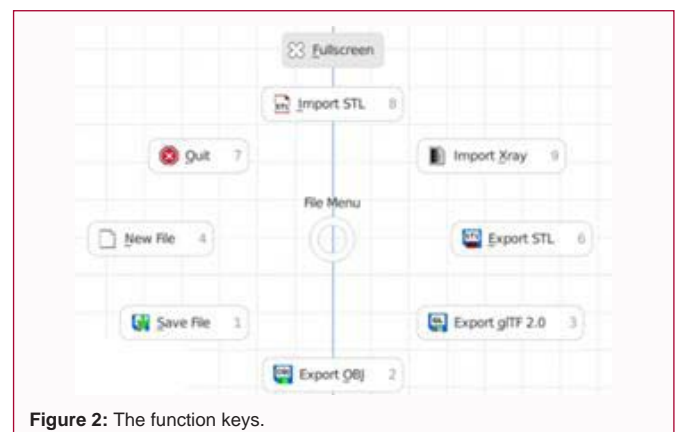 Fullscreen
Import STL 8
Quit 7
Import Xray 9
File Menu
New File 4
Export STL 6
Save File 1
Export glTF 2.0 3
Export OBJ 2
Figure 2: The function keys.